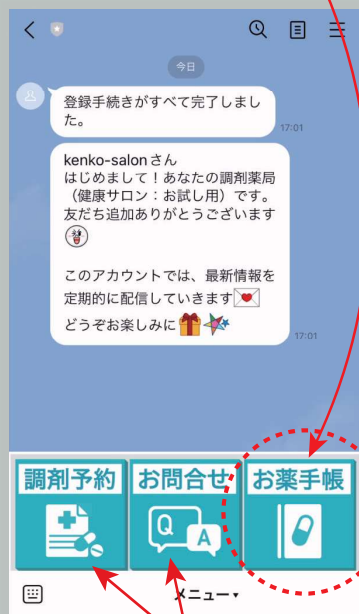 今日
登録手続きがすべて完了しまし
た。
17:01
kenko-salonさん
はじめまして！あなたの調剤薬局
（健康サロン：お試し用）です。
友だち追加ありがとうございます
このアカウントでは、最新情報を
定期的に配信していきます
どうぞお楽しみに
17:01
調剤予約 お問合せ お薬手帳
Q A
メニュー▾